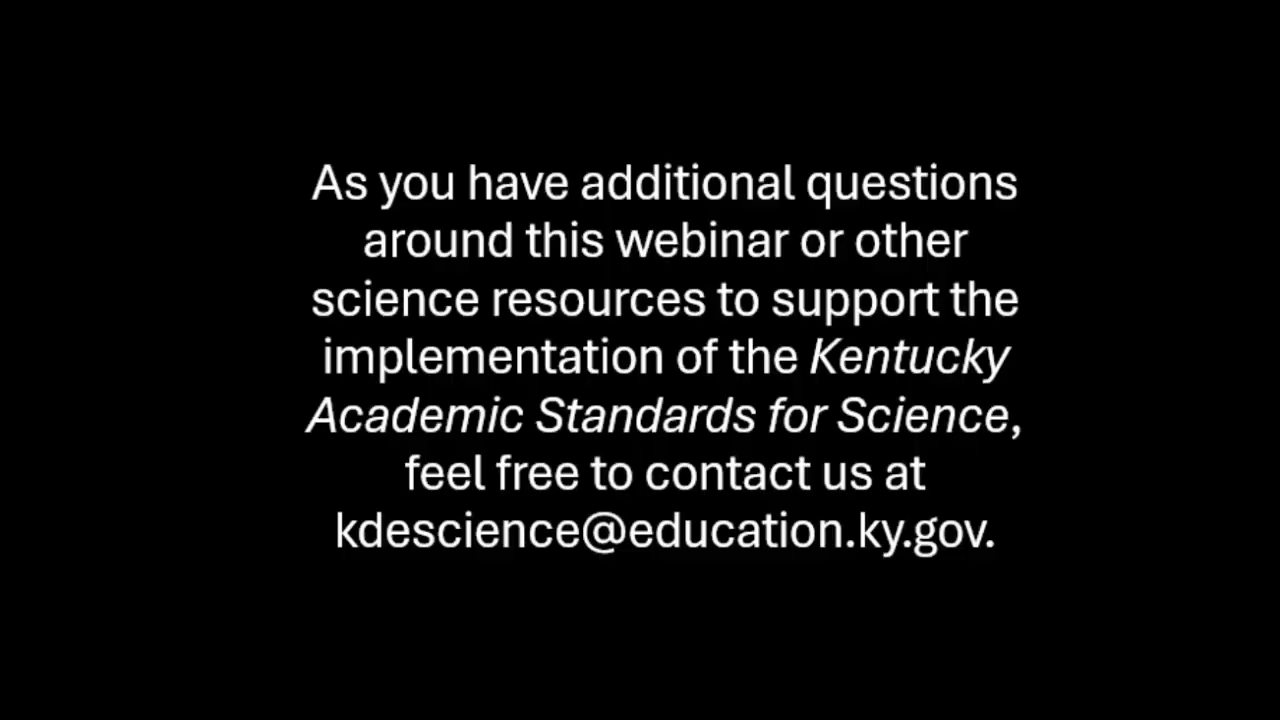 As you have additional questions
around this webinar or other
science resources to support the
implementation of the Kentucky
Academic Standards for Science,
feel free to contact us at
kdescience@education.ky.gov.